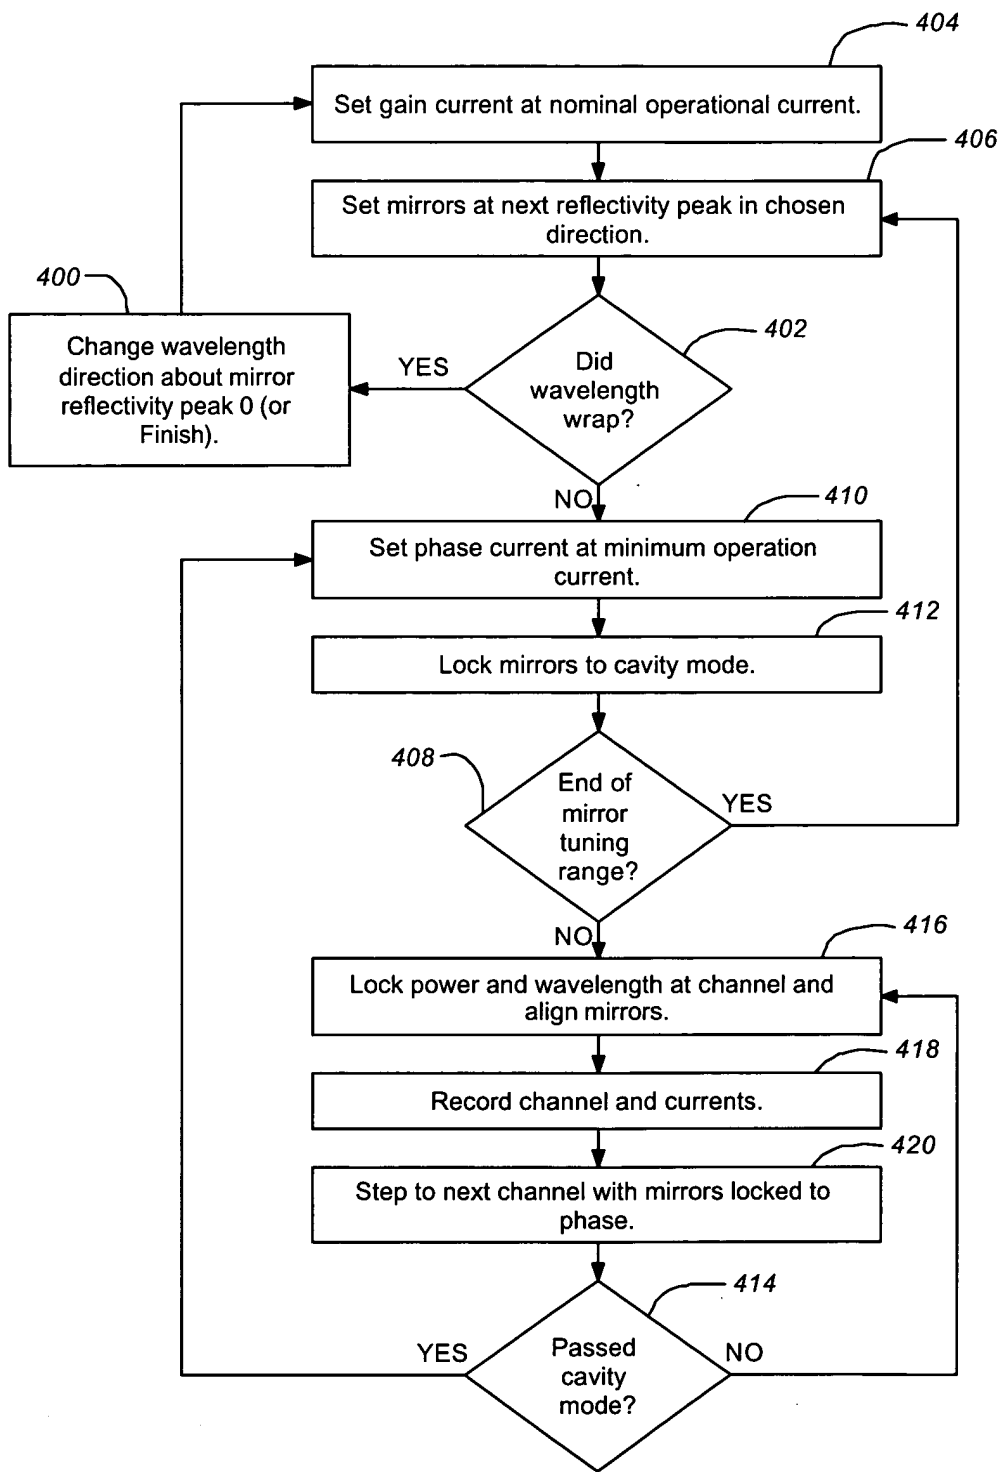 404
Set gain current at nominal operational current.
406
Set mirrors at next reflectivity peak in chosen
direction.
400
Change wavelength
direction about mirror
reflectivity peak 0 (or
Finish).
YES
Did
wavelength
wrap?
402
NO
410
Set phase current at minimum operation
current.
412
Lock mirrors to cavity mode.
408
End of
mirror
tuning
range?
YES
NO
416
Lock power and wavelength at channel and
align mirrors.
418
Record channel and currents.
420
Step to next channel with mirrors locked to
phase.
414
YES
Passed
cavity
mode?
NO